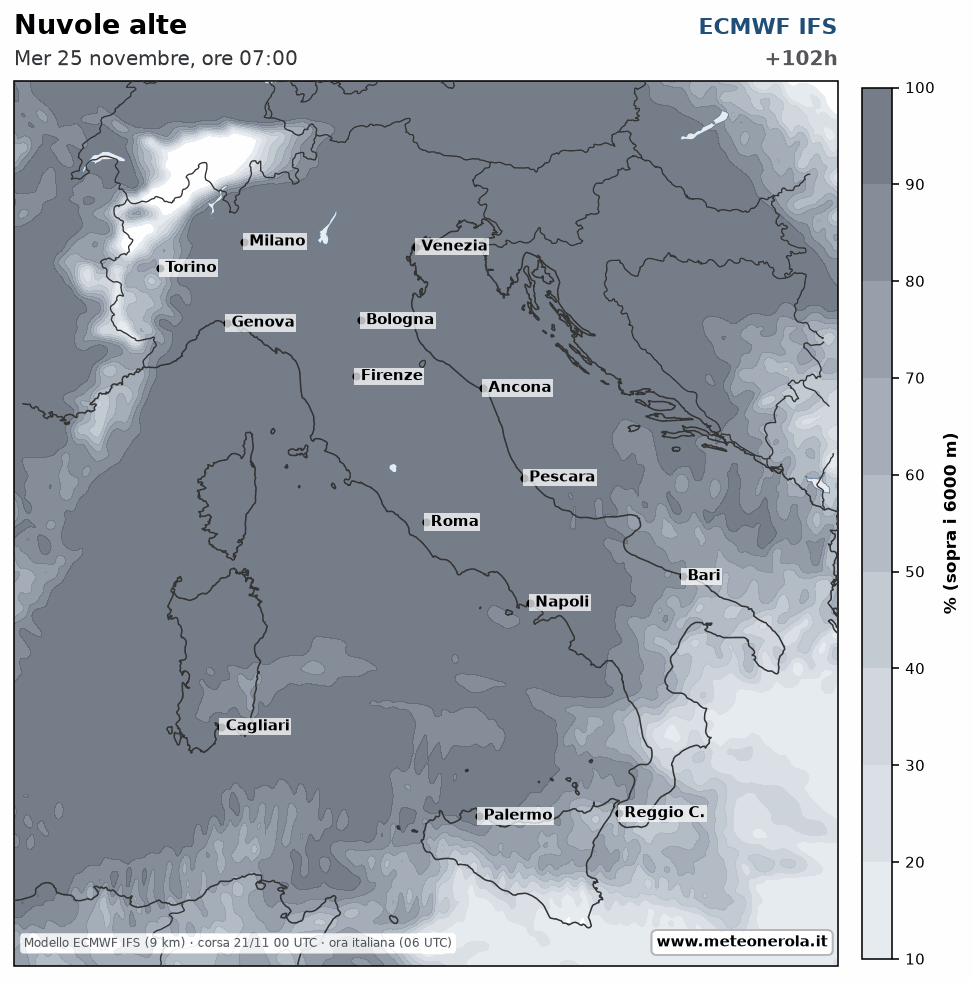 Nuvole alte
ECMWF IFS
Mer 25 novembre, ore 07:00
+102h
Milano
Venezia
Torino
Genova
Bologna
Firenze
Ancona
Pescara
Roma
Bari
Napoli
Cagliari
Palermo
Reggio C.
Modello ECMWF IFS (9 km) · corsa 21/11 00 UTC · ora italiana (06 UTC)
www.meteonerola.it
100
90
80
70
60
50
40
30
20
10
% (sopra i 6000 m)